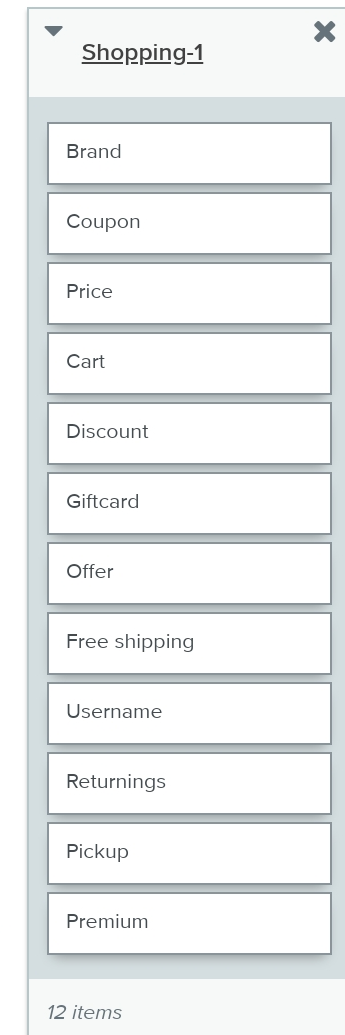 Shopping-1
Brand
Coupon
Price
Cart
Discount
Giftcard
Offer
Free shipping
Username
Returnings
Pickup
Premium
12 items